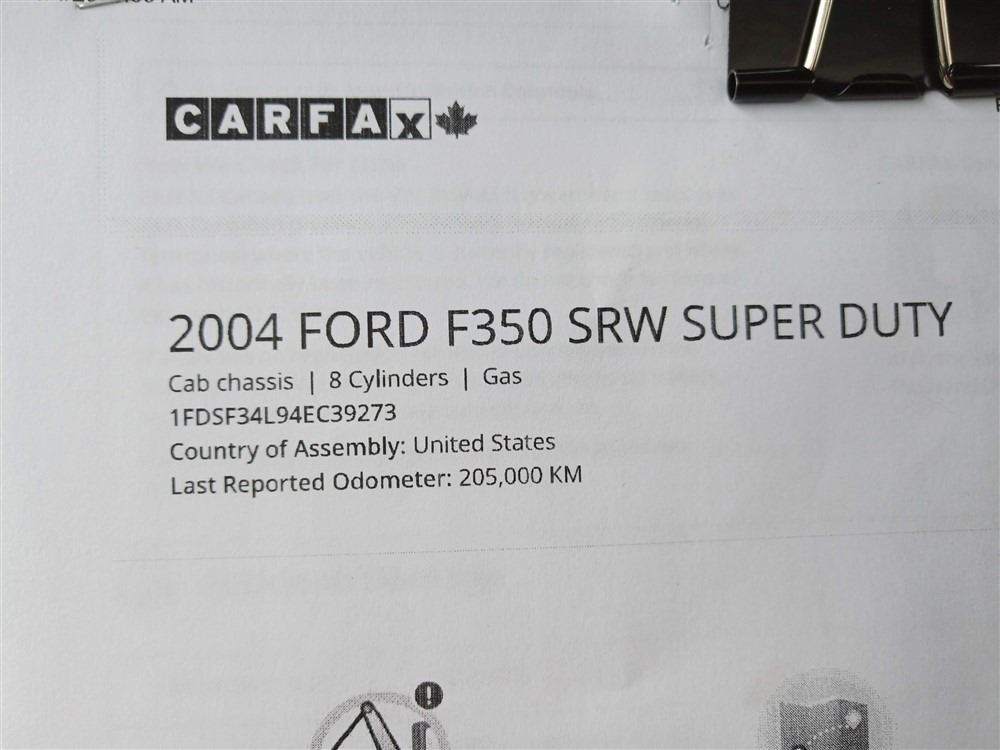 CARFAX
2004 FORD F350 SRW SUPER DUTY
Cab chassis | 8 Cylinders | Gas
1FDSF34L94EC39273
Country of Assembly: United States
Last Reported Odometer: 205,000 KM